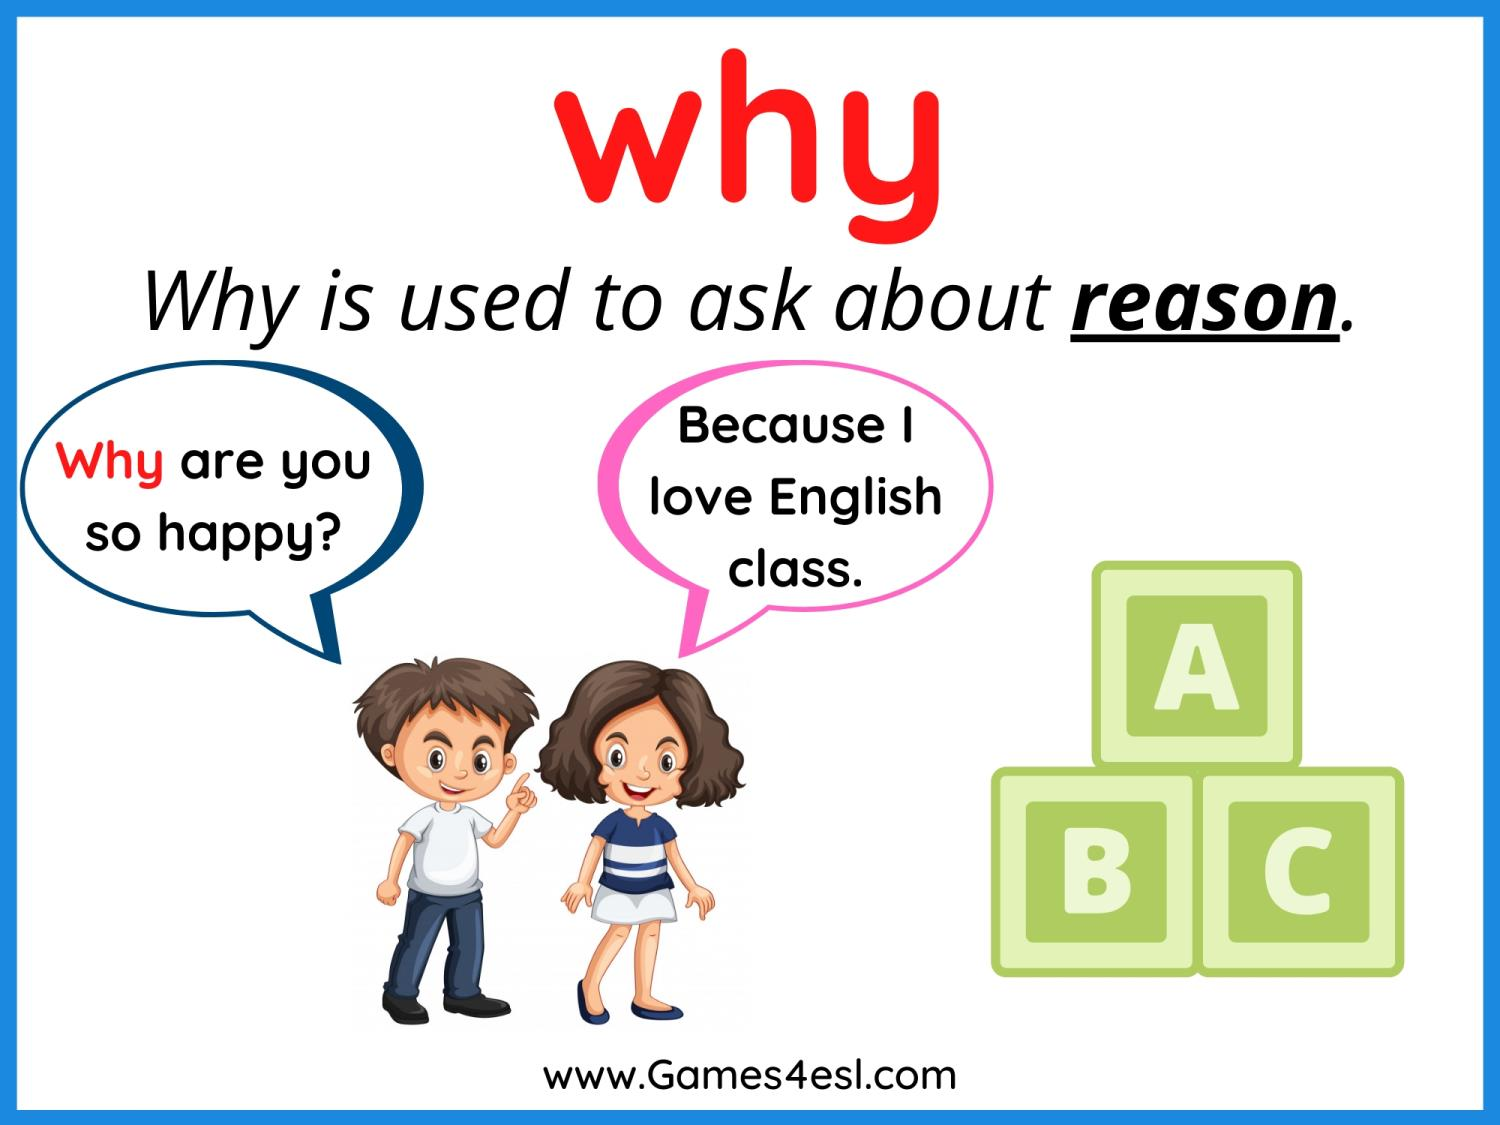 why
Why is used to ask about reason.
Why are you
so happy?
Because I
love English
class.
A
B C
www.Games4esl.com